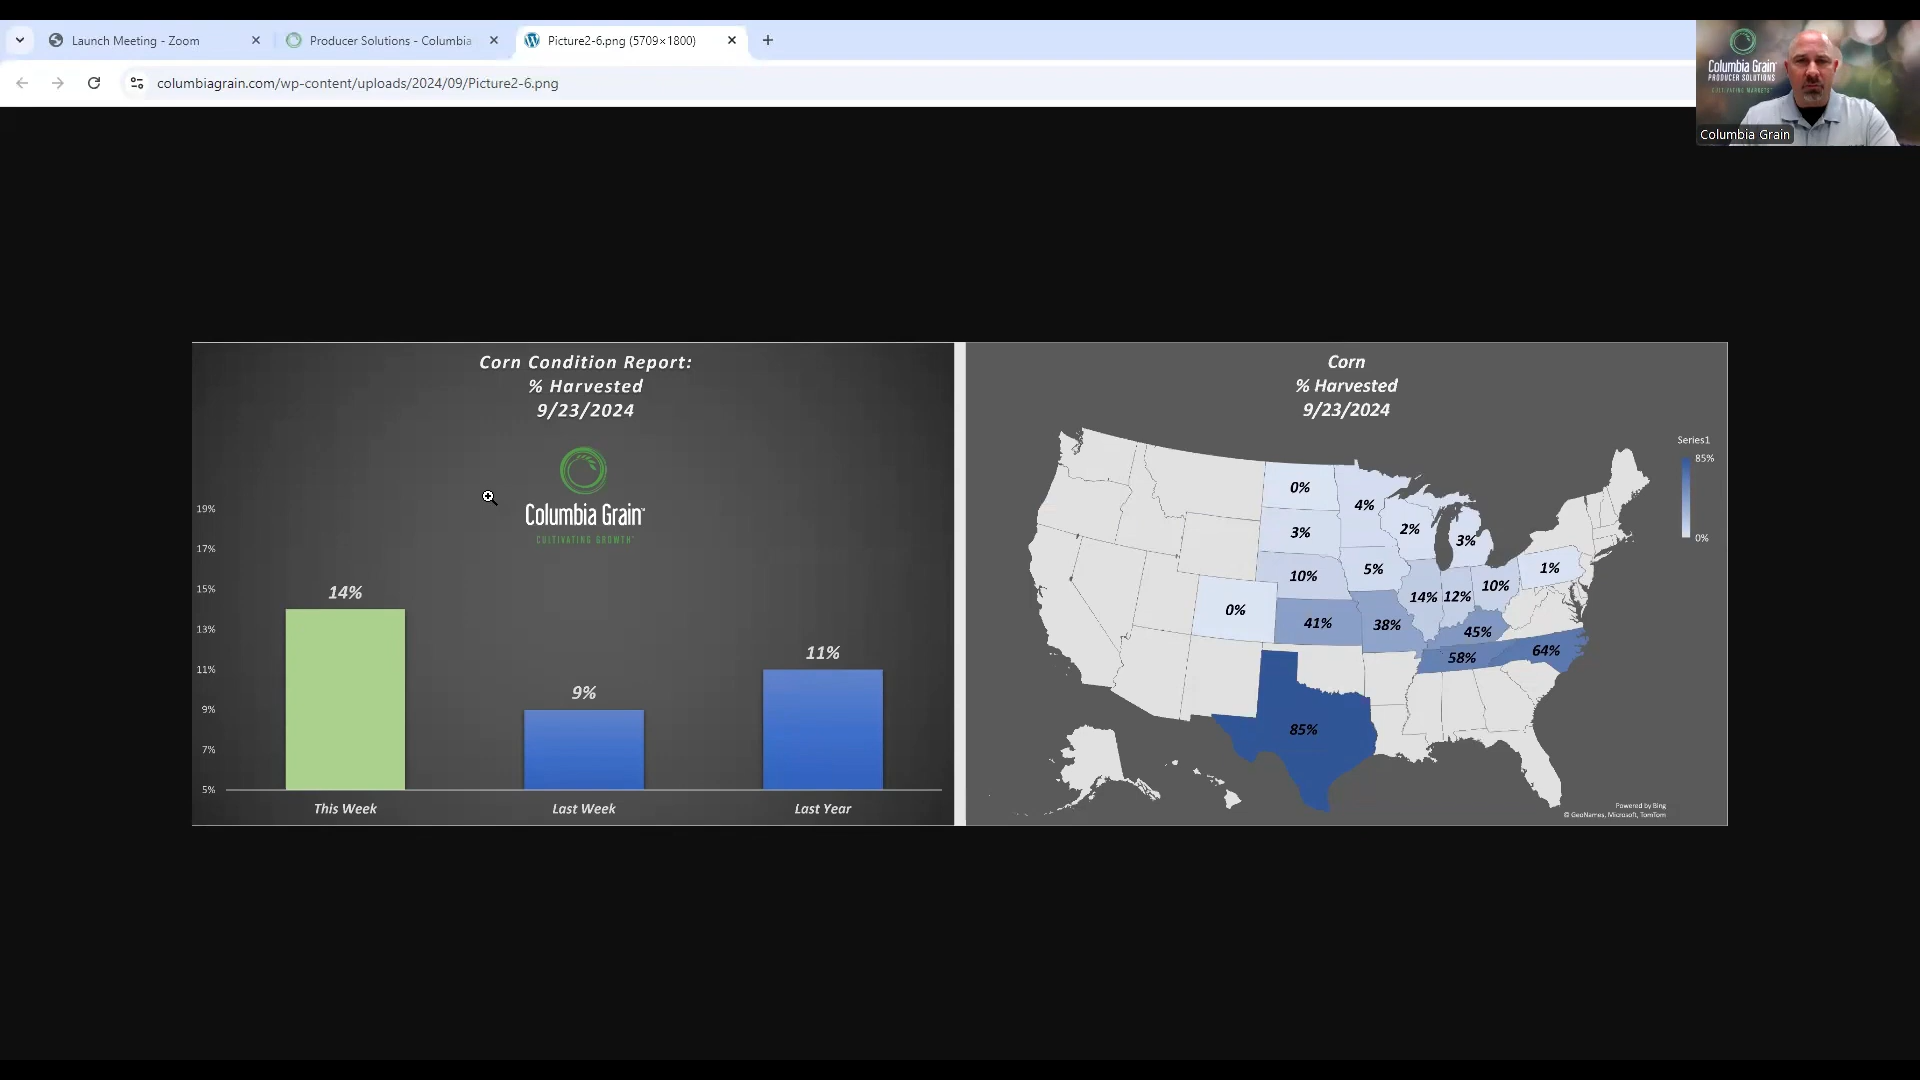 Launch Meeting - Zoom
Producer Solutions - Columbia
Picture2-6.png (5709×1800)
columbiagrain.com/wp-content/uploads/2024/09/Picture2-6.png
Columbia Grain
PRODUCER SOLUTIONS
CULTIVATING MARKETS
Columbia Grain
Corn Condition Report:
% Harvested
9/23/2024
Columbia Grain™
CULTIVATING GROWTH™
19%
17%
15%
13%
11%
9%
7%
5%
14%
9%
11%
This Week
Last Week
Last Year
Corn
% Harvested
9/23/2024
Series1
85%
0%
0%
4%
2%
3%
3%
10%
5%
14%
12%
10%
1%
0%
41%
38%
45%
58%
64%
85%
Powered by Bing
© GeoNames, Microsoft, TomTom